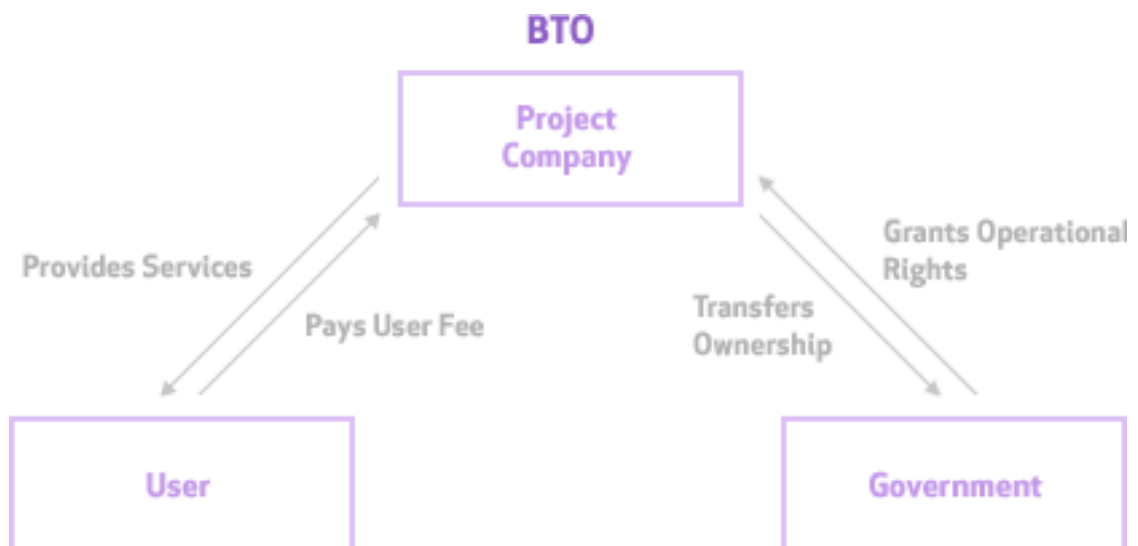 BTO
Project
Company
Provides Services
Pays User Fee
Grants Operational
Rights
Transfers
Ownership
User
Government